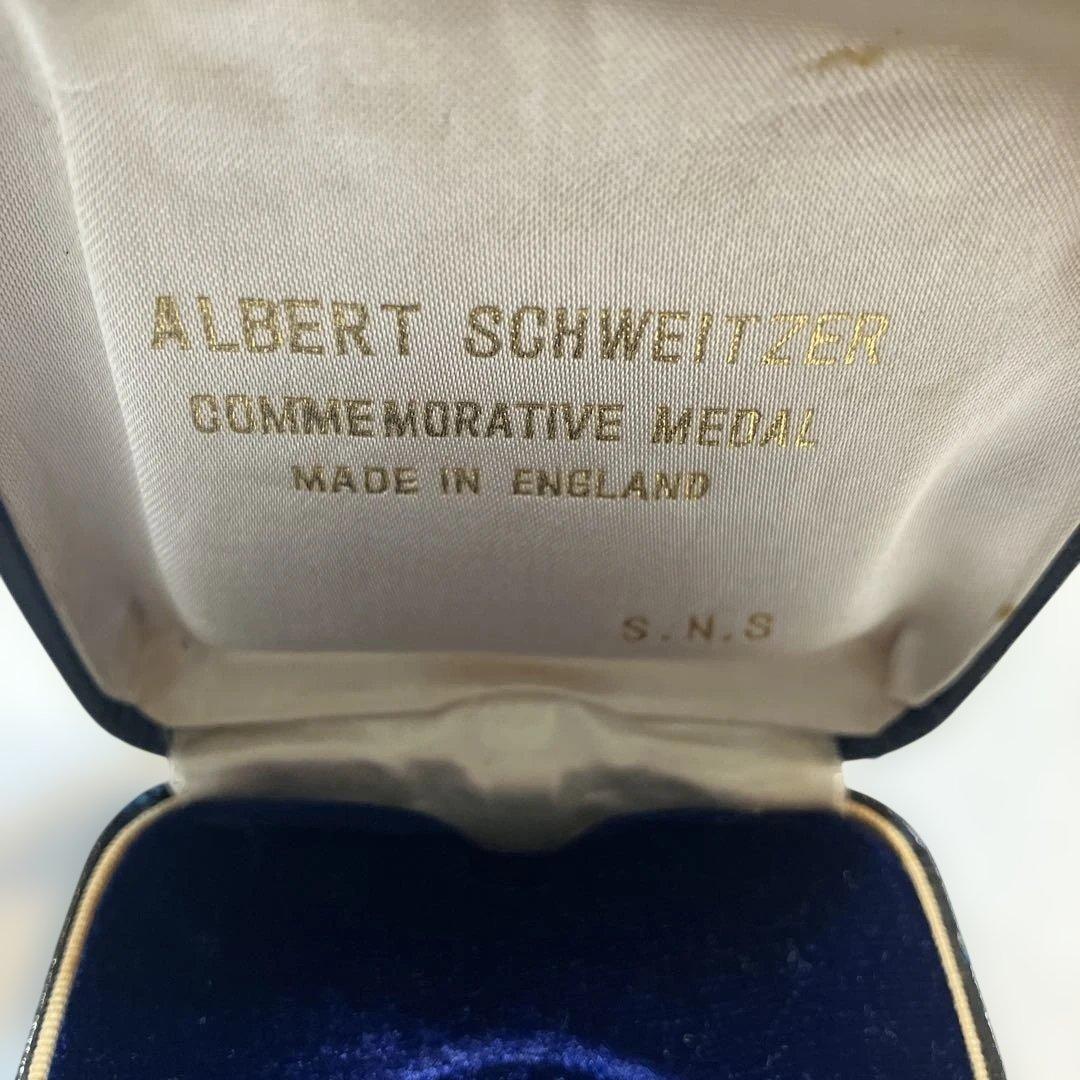 ALBERT SCHWEITZER
COMMEMORATIVE MEDAL
MADE IN ENGLAND
S.N.S